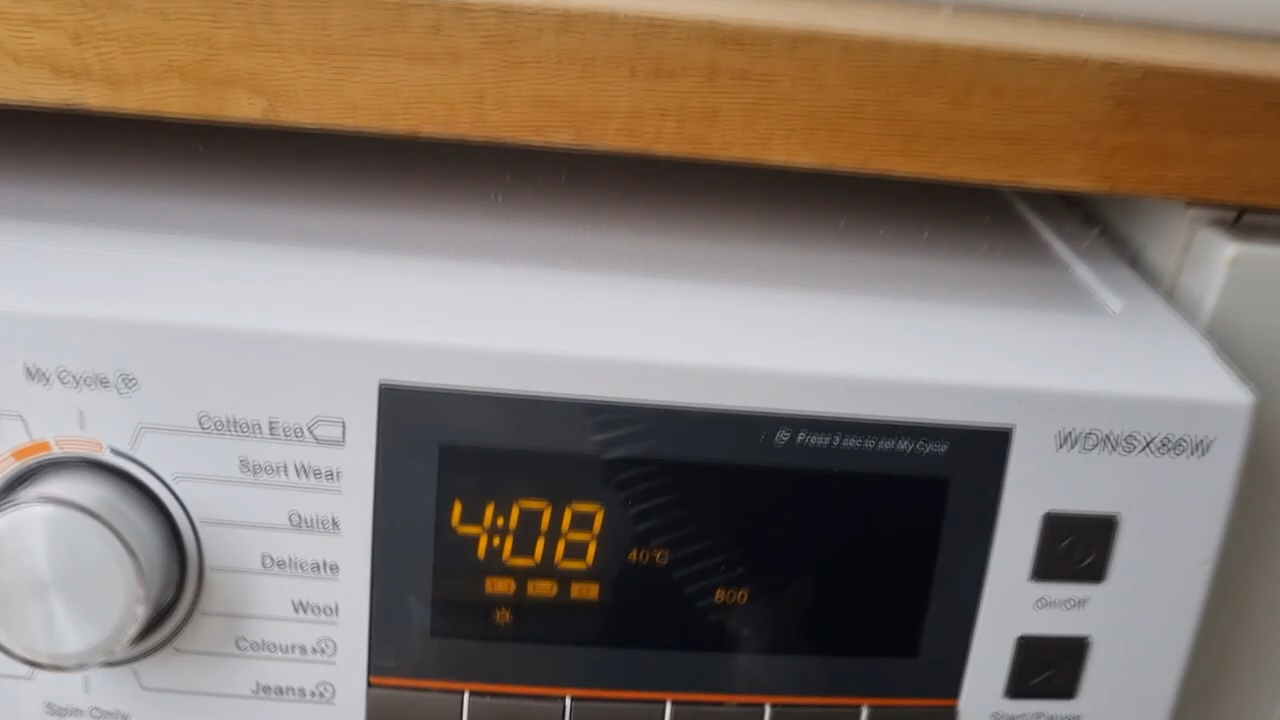 My Cycle
Cotton Eco
Sport Wear
Quick
Delicate
Wool
Colours
Jeans
Spin Only
Press 3 sec to set My Cycle
4:08
40°C
800
WDNSX86W
On/Off
Start/Pause